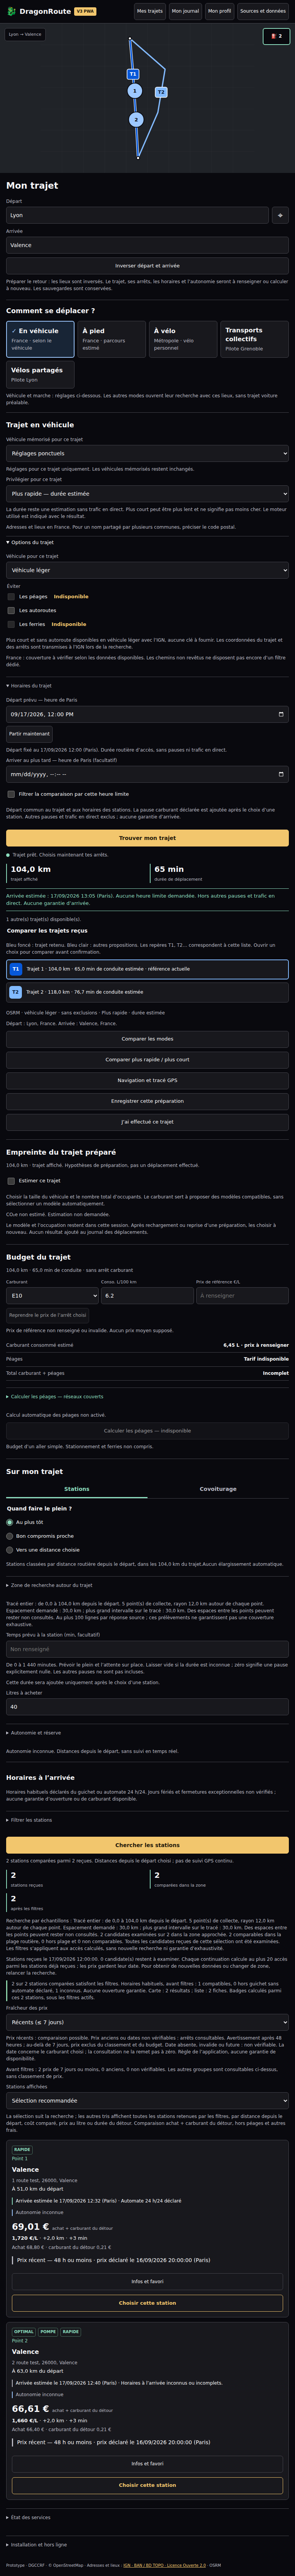 DragonRoute V3 PWA
Mes trajets
Mon journal
Mon profil
Sources et données
Lyon → Valence
2
T1
1
T2
2
Mon trajet
Départ
Lyon
Arrivée
Valence
Inverser départ et arrivée
Préparer le retour : les lieux sont inversés. Le trajet, ses arrêts, les horaires et l'autonomie seront à renseigner ou calculer
à nouveau. Les sauvegardes sont conservées.
Comment se déplacer ?
✓ En véhicule
France · selon le
véhicule
À pied
France · parcours
estimé
À vélo
Métropole · vélo
personnel
Transports
collectifs
Pilote Grenoble
Vélos partagés
Pilote Lyon
Véhicule et marche : réglages ci-dessous. Les autres modes ouvrent leur recherche avec ces lieux, sans trajet voiture
préalable.
Trajet en véhicule
Véhicule mémorisé pour ce trajet
Réglages ponctuels
Réglages pour ce trajet uniquement. Les véhicules mémorisés restent inchangés.
Privilégier pour ce trajet
Plus rapide — durée estimée
La durée reste une estimation sans trafic en direct. Plus court peut être plus lent et ne signifie pas moins cher. Le moteur
utilisé est indiqué avec le résultat.
Adresses et lieux en France. Pour un nom partagé par plusieurs communes, préciser le code postal.
▼ Options du trajet
Véhicule pour ce trajet
Véhicule léger
Éviter
Les péages Indisponible
Les autoroutes
Les ferries Indisponible
Plus court et sans autoroute disponibles en véhicule léger avec l'IGN, aucune clé à fournir. Les coordonnées du trajet et
des arrêts sont transmises à l'IGN lors de la recherche.
France : couverture à vérifier selon les données disponibles. Les chemins non revêtus ne disposent pas encore d'un filtre
dédié.
▼ Horaires du trajet
Départ prévu — heure de Paris
09/17/2026, 12:00 PM
Partir maintenant
Départ fixé au 17/09/2026 12:00 (Paris). Durée routière d'accès, sans pauses ni trafic en direct.
Arriver au plus tard — heure de Paris (facultatif)
mm/dd/yyyy, --:-- --
Filtrer la comparaison par cette heure limite
Départ commun au trajet et aux horaires des stations. La pause carburant déclarée est ajoutée après le choix d'une
station. Autres pauses et trafic en direct exclus ; aucune garantie d'arrivée.
Trouver mon trajet
Trajet prêt. Choisis maintenant tes arrêts.
104,0 km
trajet affiché
65 min
durée de déplacement
Arrivée estimée : 17/09/2026 13:05 (Paris). Aucune heure limite demandée. Hors autres pauses et trafic en
direct. Aucune garantie d'arrivée.
1 autre(s) trajet(s) disponible(s).
Comparer les trajets reçus
Bleu foncé : trajet retenu. Bleu clair : autres propositions. Les repères T1, T2... correspondent à cette liste. Ouvrir un
choix pour comparer avant confirmation.
T1 Trajet 1 · 104,0 km · 65,0 min de conduite estimée · référence actuelle
T2 Trajet 2 · 118,0 km · 76,7 min de conduite estimée
OSRM · véhicule léger · sans exclusions · Plus rapide · durée estimée
Départ : Lyon, France. Arrivée : Valence, France.
Comparer les modes
Comparer plus rapide / plus court
Navigation et tracé GPS
Enregistrer cette préparation
J'ai effectué ce trajet
Empreinte du trajet préparé
104,0 km · trajet affiché. Hypothèses de préparation, pas un déplacement effectué.
Estimer ce trajet
Choisir la taille du véhicule et le nombre total d'occupants. Le carburant sert à proposer des modèles compatibles, sans
sélectionner un modèle automatiquement.
CO₂e non estimé. Estimation non demandée.
Le modèle et l'occupation restent dans cette session. Après rechargement ou reprise d'une préparation, les choisir à
nouveau. Aucun résultat ajouté au journal des déplacements.
Budget du trajet
104,0 km · 65,0 min de conduite · sans arrêt carburant
Carburant
E10
Conso. L/100 km
6.2
Prix de référence €/L
À renseigner
Reprendre le prix de l'arrêt choisi
Prix de référence non renseigné ou invalide. Aucun prix moyen supposé.
Carburant consommé estimé 6,45 L · prix à renseigner
Péages Tarif indisponible
Total carburant + péages Incomplet
▶ Calculer les péages — réseaux couverts
Calcul automatique des péages non activé.
Calculer les péages — indisponible
Budget d'un aller simple. Stationnement et ferries non compris.
Sur mon trajet
Stations
Covoiturage
Quand faire le plein ?
Au plus tôt
Bon compromis proche
Vers une distance choisie
Stations classées par distance routière depuis le départ, dans les 104,0 km du trajet.Aucun élargissement automatique.
▶ Zone de recherche autour du trajet
Tracé entier : de 0,0 à 104,0 km depuis le départ. 5 point(s) de collecte, rayon 12,0 km autour de chaque point.
Espacement demandé : 30,0 km ; plus grand intervalle sur le tracé : 30,0 km. Des espaces entre les points peuvent
rester non consultés. Au plus 100 lignes reçues par réponse source ; ces prélèvements ne garantissent pas une couverture
exhaustive.
Temps prévu à la station (min, facultatif)
Non renseigné
De 0 à 1 440 minutes. Prévoir le plein et l'attente sur place. Laisser vide si la durée est inconnue ; zéro signifie une pause
explicitement nulle. Les autres pauses ne sont pas incluses.
Cette durée sera ajoutée uniquement après le choix d'une station.
Litres à acheter
40
▶ Autonomie et réserve
Autonomie inconnue. Distances depuis le départ, sans suivi en temps réel.
Horaires à l'arrivée
Horaires habituels déclarés du guichet ou automate 24 h/24. Jours fériés et fermetures exceptionnelles non vérifiés ;
aucune garantie d'ouverture ou de carburant disponible.
▶ Filtrer les stations
Chercher les stations
2 stations comparées parmi 2 reçues. Distances depuis le départ choisi ; pas de suivi GPS continu.
2
stations reçues
2
comparées dans la zone
2
après les filtres
Recherche par échantillons : Tracé entier : de 0,0 à 104,0 km depuis le départ. 5 point(s) de collecte, rayon 12,0 km
autour de chaque point. Espacement demandé : 30,0 km ; plus grand intervalle sur le tracé : 30,0 km. Des espaces entre
les points peuvent rester non consultés. 2 candidates examinées sur 2 dans la zone approchée. 2 comparables dans la
plage routière, 0 hors plage et 0 non comparables. Toutes les candidates reçues de cette sélection ont été examinées.
Les filtres s'appliquent aux accès calculés, sans nouvelle recherche ni garantie d'exhaustivité.
Stations reçues le 17/09/2026 12:00:00. 0 candidate(s) restent à examiner. Chaque continuation calcule au plus 20 accès
parmi les stations déjà reçues ; les prix gardent leur date. Pour obtenir de nouvelles données ou changer de zone,
relancer la recherche.
2 sur 2 stations comparées satisfont les filtres. Horaires habituels, avant filtres : 1 compatibles, 0 hors guichet sans
automate déclaré, 1 inconnus. Aucune ouverture garantie. Carte : 2 résultats ; liste : 2 fiches. Badges calculés parmi
ces 2 stations, sous les filtres actifs.
Fraîcheur des prix
Récents (≤ 7 jours)
Prix récents : comparaison possible. Prix anciens ou dates non vérifiables : arrêts consultables. Avertissement après 48
heures ; au-delà de 7 jours, prix exclus du classement et du budget. Date absente, invalide ou future : non vérifiable. La
date concerne le carburant choisi ; la consultation ne la remet pas à zéro. Règle de l'application, aucune garantie de
disponibilité.
Avant filtres : 2 prix de 7 jours ou moins, 0 anciens, 0 non vérifiables. Les autres groupes sont consultables ci-dessus,
sans classement de prix.
Stations affichées
Sélection recommandée
La sélection suit la recherche ; les autres tris affichent toutes les stations retenues par les filtres, par distance depuis le
départ, coût comparé, prix au litre ou durée du détour. Comparaison achat + carburant du détour, hors péages et autres
frais.
RAPIDE
Point 1
Valence
1 route test, 26000, Valence
À 51,0 km du départ
Arrivée estimée le 17/09/2026 12:32 (Paris) · Automate 24 h/24 déclaré
Autonomie inconnue
69,01 € achat + carburant du détour
1,720 €/L · +2,0 km · +3 min
Achat 68,80 € · carburant du détour 0,21 €
Prix récent — 48 h ou moins · prix déclaré le 16/09/2026 20:00:00 (Paris)
Infos et favori
Choisir cette station
OPTIMAL POMPE RAPIDE
Point 2
Valence
2 route test, 26000, Valence
À 63,0 km du départ
Arrivée estimée le 17/09/2026 12:40 (Paris) · Horaires à l'arrivée inconnus ou incomplets.
Autonomie inconnue
66,61 € achat + carburant du détour
1,660 €/L · +2,0 km · +3 min
Achat 66,40 € · carburant du détour 0,21 €
Prix récent — 48 h ou moins · prix déclaré le 16/09/2026 20:00:00 (Paris)
Infos et favori
Choisir cette station
▶ État des services
▶ Installation et hors ligne
Prototype · DGCCRF · © OpenStreetMap · Adresses et lieux : IGN · BAN / BD TOPO · Licence Ouverte 2.0 · OSRM